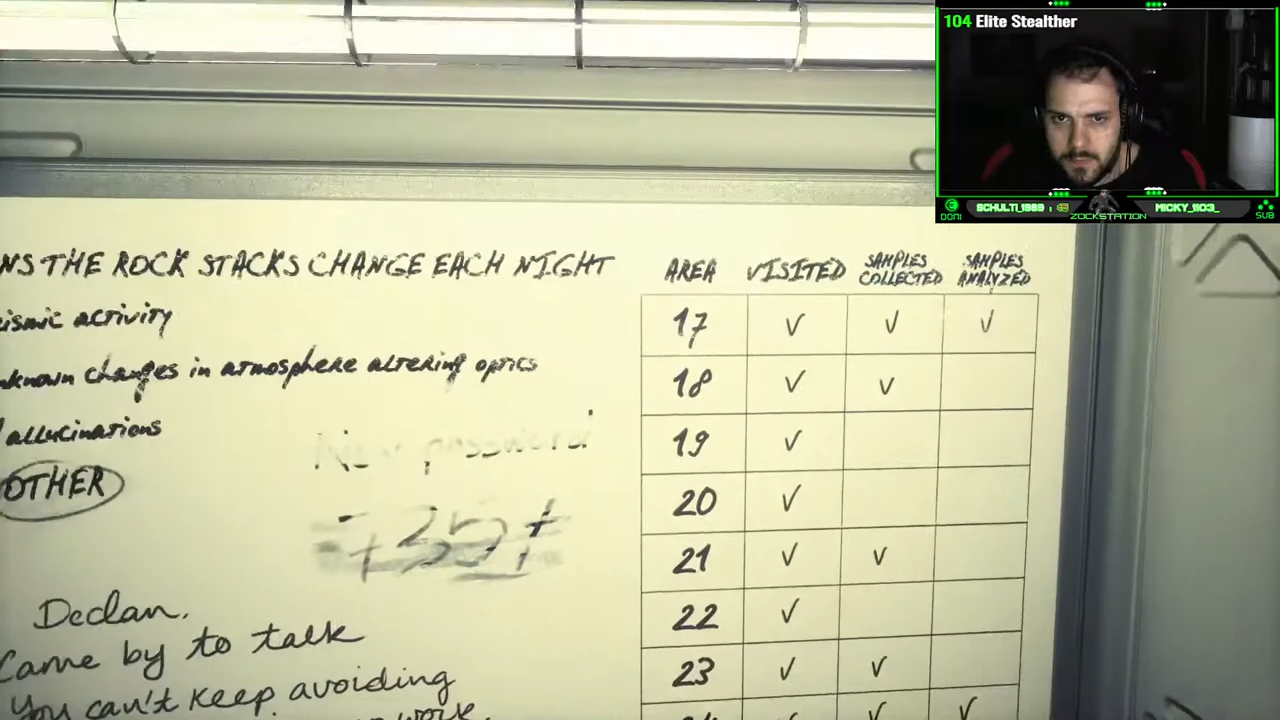 104 Elite Stealther
SCHULTI_1989 :
MICKY_1103_
DONI
ZOCKSTATION
SUB
NS THE ROCK STACKS CHANGE EACH NIGHT
ismic activity
nknown changes in atmosphere altering optics
allucinations
OTHER
New password
Declan.
Came by to talk
You can't keep avoiding
work.
AREA VISITED SAMPLES COLLECTED SAMPLES ANALYZED
17 ✓ ✓ ✓
18 ✓ ✓
19 ✓
20 ✓
21 ✓ ✓
22 ✓
23 ✓ ✓